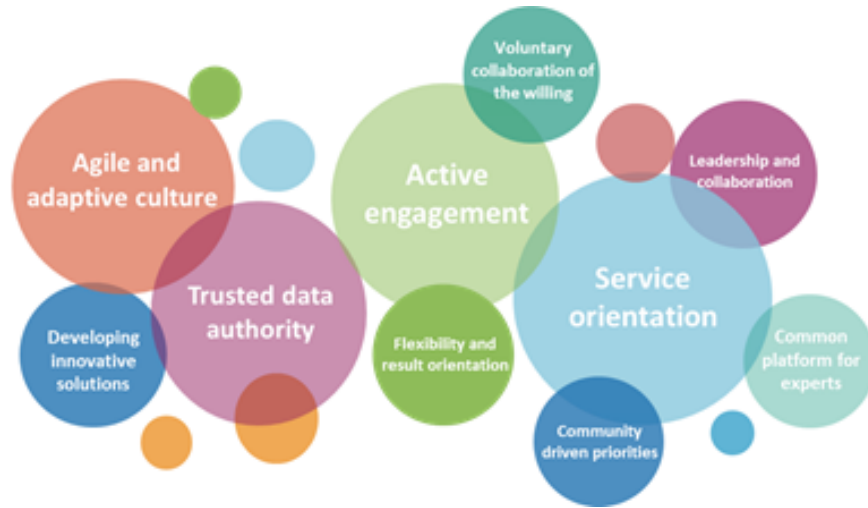 Voluntary
collaboration of
the willing
Agile and
adaptive culture
Active
engagement
Leadership and
collaboration
Trusted data
authority
Service
orientation
Developing
innovative
solutions
Flexibility and
result orientation
Common
platform for
experts
Community
driven priorities